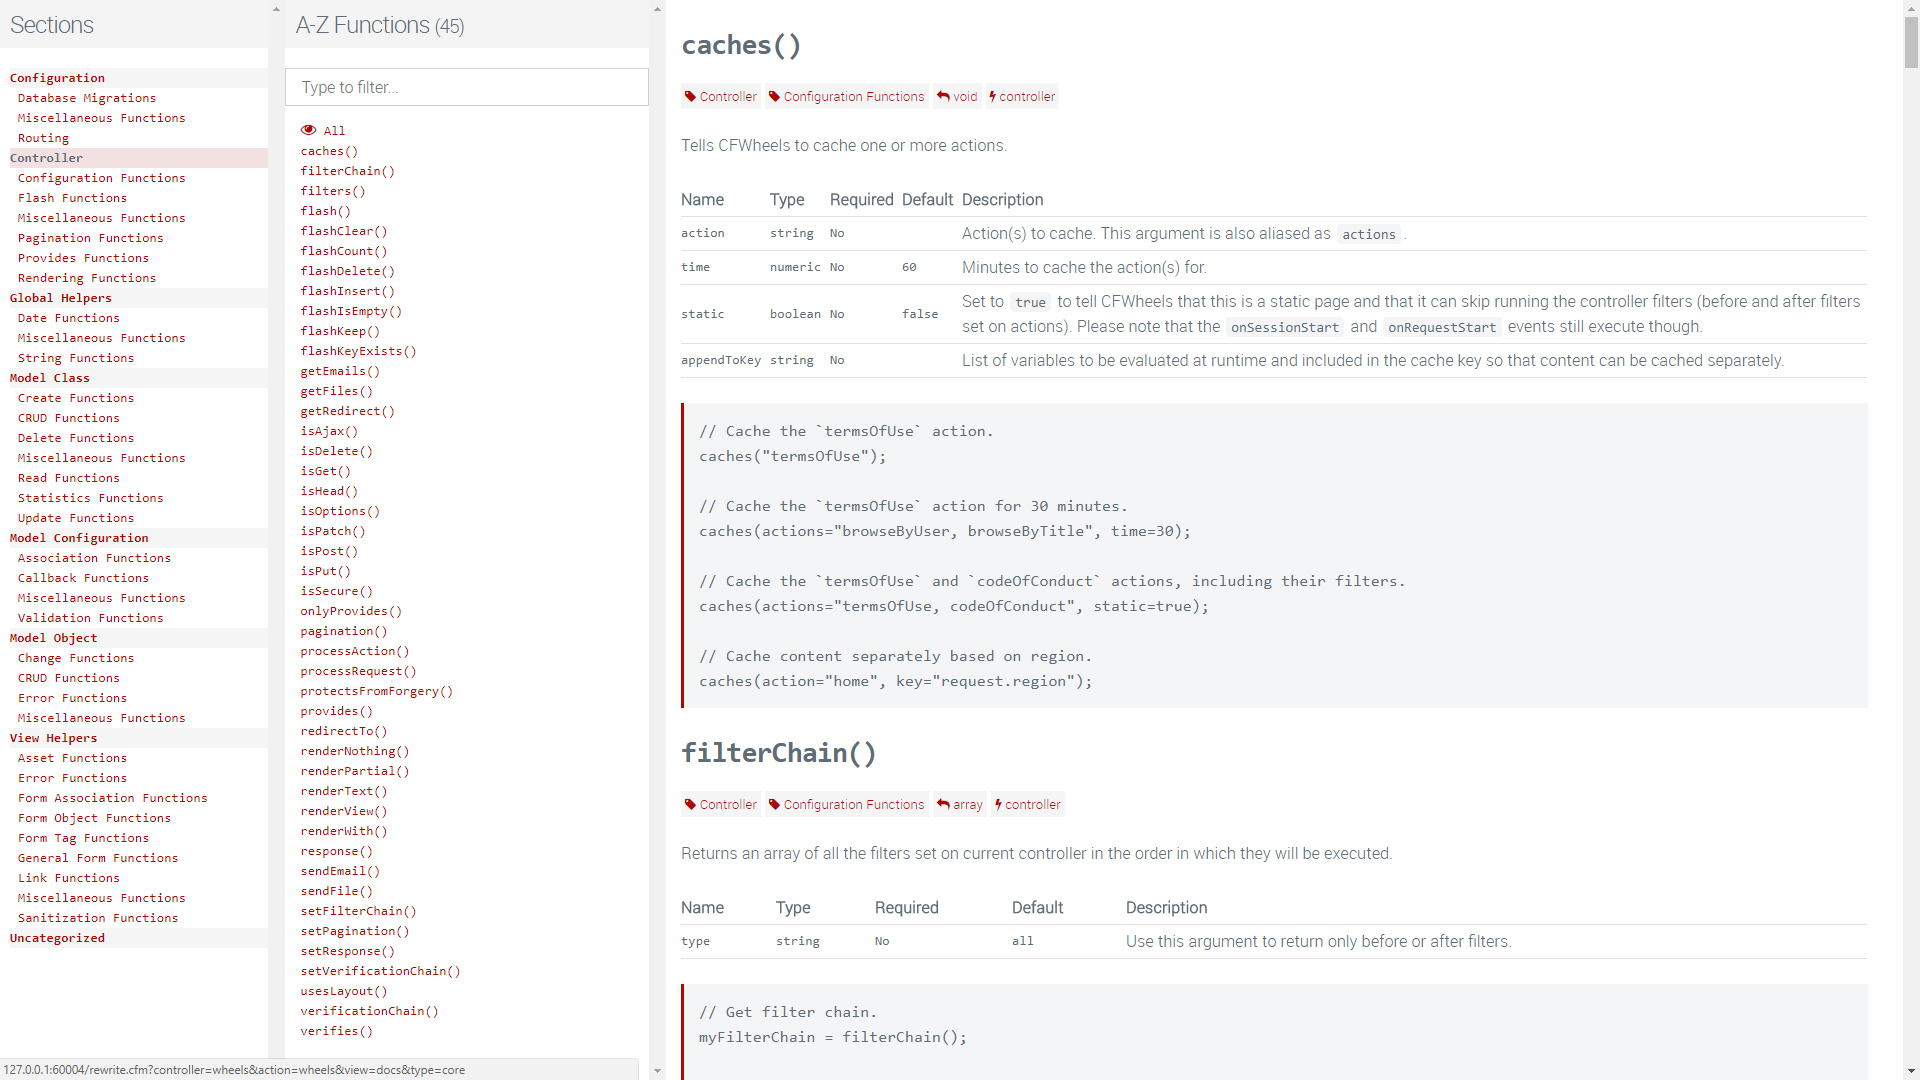 Sections
Configuration
Database Migrations
Miscellaneous Functions
Routing
Controller
Configuration Functions
Flash Functions
Miscellaneous Functions
Pagination Functions
Provides Functions
Rendering Functions
Global Helpers
Date Functions
Miscellaneous Functions
String Functions
Model Class
Create Functions
CRUD Functions
Delete Functions
Miscellaneous Functions
Read Functions
Statistics Functions
Update Functions
Model Configuration
Association Functions
Callback Functions
Miscellaneous Functions
Validation Functions
Model Object
Change Functions
CRUD Functions
Error Functions
Miscellaneous Functions
View Helpers
Asset Functions
Error Functions
Form Association Functions
Form Object Functions
Form Tag Functions
General Form Functions
Link Functions
Miscellaneous Functions
Sanitization Functions
Uncategorized
A-Z Functions (45)
Type to filter...
All
caches()
filterChain()
filters()
flash()
flashClear()
flashCount()
flashDelete()
flashInsert()
flashIsEmpty()
flashKeep()
flashKeyExists()
getEmails()
getFiles()
getRedirect()
isAjax()
isDelete()
isGet()
isHead()
isOptions()
isPatch()
isPost()
isPut()
isSecure()
onlyProvides()
pagination()
processAction()
processRequest()
protectsFromForgery()
provides()
redirectTo()
renderNothing()
renderPartial()
renderText()
renderView()
renderWith()
response()
sendEmail()
sendFile()
setFilterChain()
setPagination()
setResponse()
setVerificationChain()
usesLayout()
verificationChain()
verifies()
caches()
Controller Configuration Functions void controller
Tells CFWheels to cache one or more actions.
Name Type Required Default Description
action string No Action(s) to cache. This argument is also aliased as actions .
time numeric No 60 Minutes to cache the action(s) for.
static boolean No false Set to true to tell CFWheels that this is a static page and that it can skip running the controller filters (before and after filters
set on actions). Please note that the onSessionStart and onRequestStart events still execute though.
appendToKey string No List of variables to be evaluated at runtime and included in the cache key so that content can be cached separately.
// Cache the `termsOfUse` action.
caches("termsOfUse");
// Cache the `termsOfUse` action for 30 minutes.
caches(actions="browseByUser, browseByTitle", time=30);
// Cache the `termsOfUse` and `codeOfConduct` actions, including their filters.
caches(actions="termsOfUse, codeOfConduct", static=true);
// Cache content separately based on region.
caches(action="home", key="request.region");
filterChain()
Controller Configuration Functions array controller
Returns an array of all the filters set on current controller in the order in which they will be executed.
Name Type Required Default Description
type string No all Use this argument to return only before or after filters.
// Get filter chain.
myFilterChain = filterChain();
127.0.0.1:60004/rewrite.cfm?controller=wheels&action=wheels&view=docs&type=core